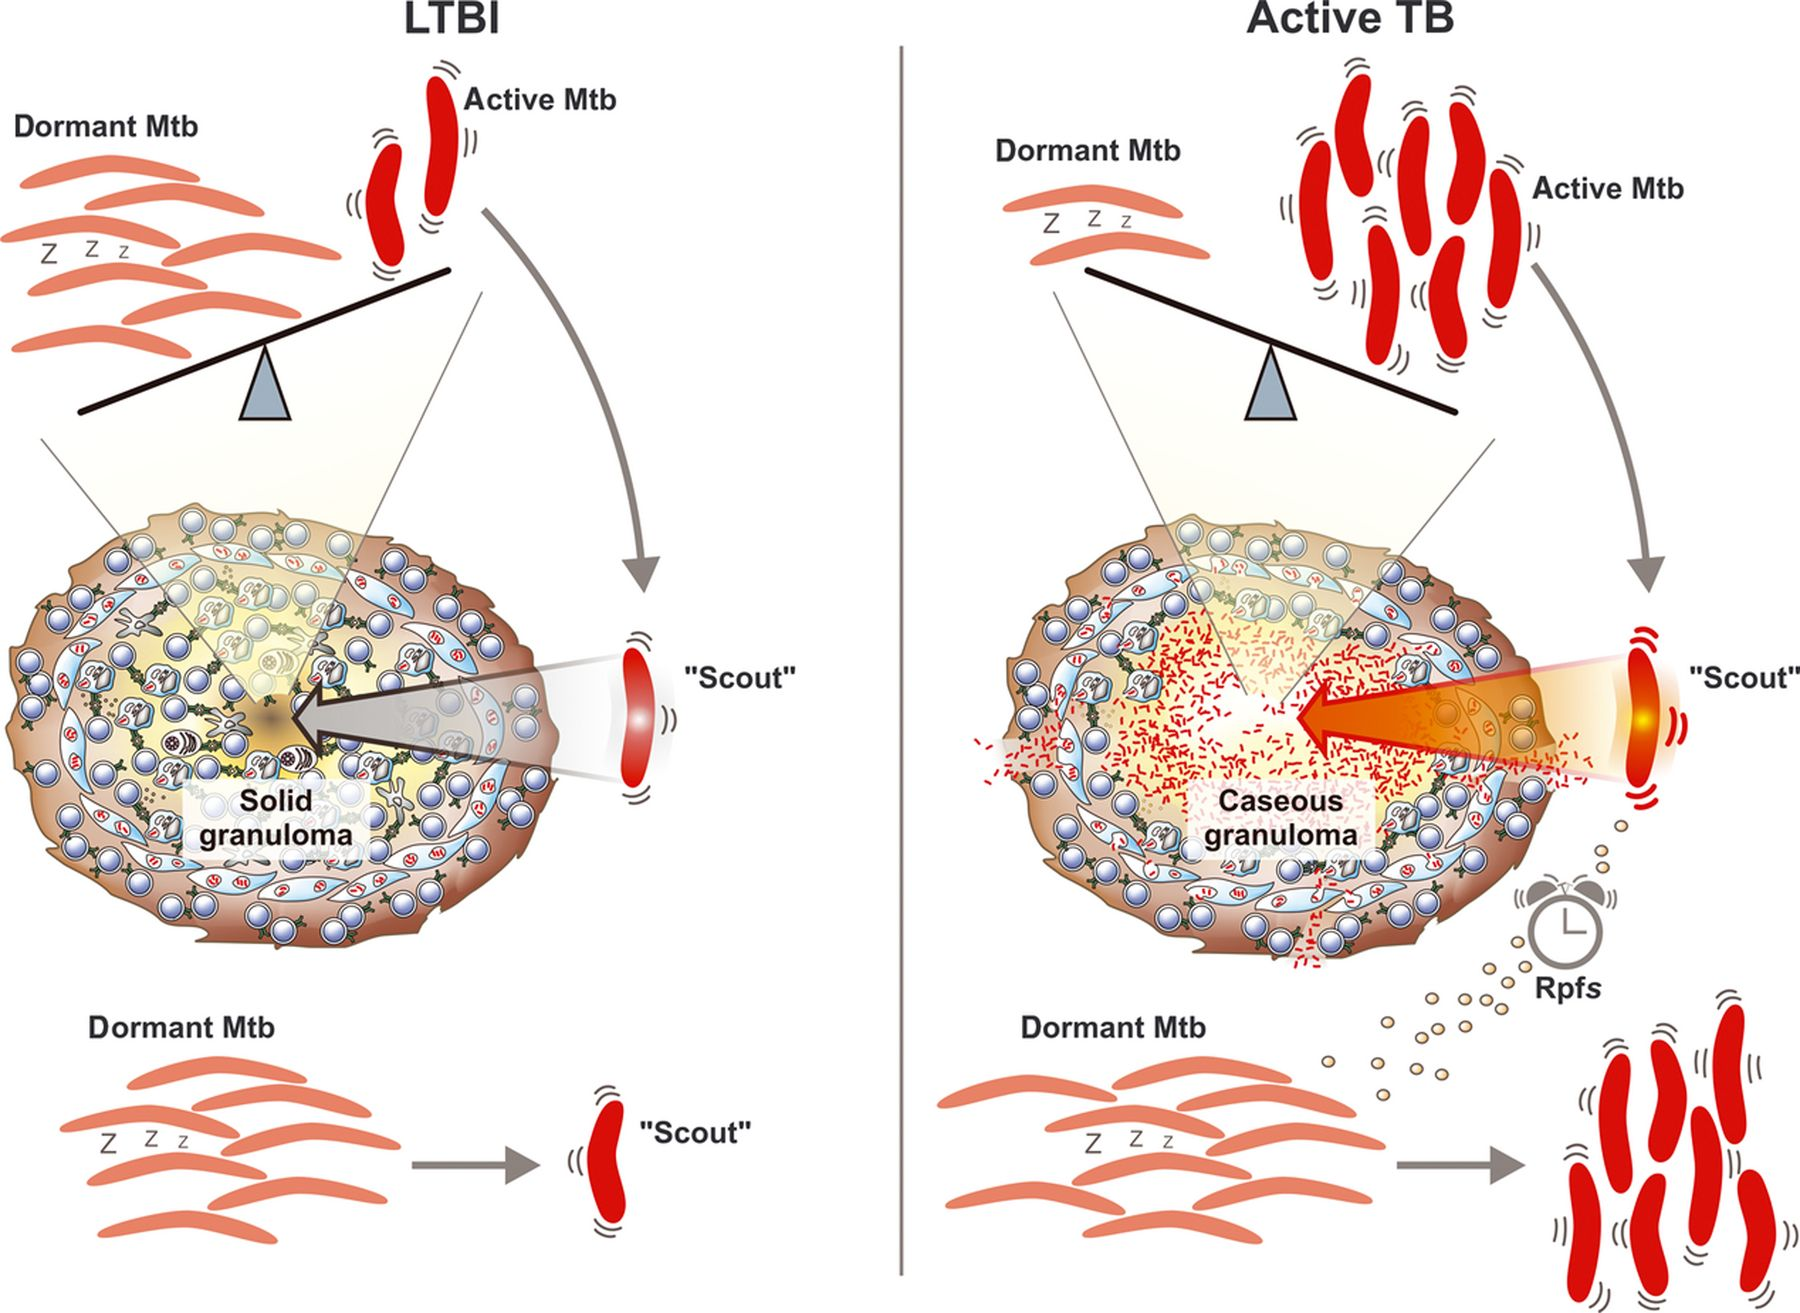 LTBI
Active Mtb
Dormant Mtb
Z Z Z
"Scout"
Solid
granuloma
Dormant Mtb
Z Z Z
"Scout"
Active TB
Dormant Mtb
Z Z Z
Active Mtb
"Scout"
Caseous
granuloma
Rpfs
Dormant Mtb
Z Z Z